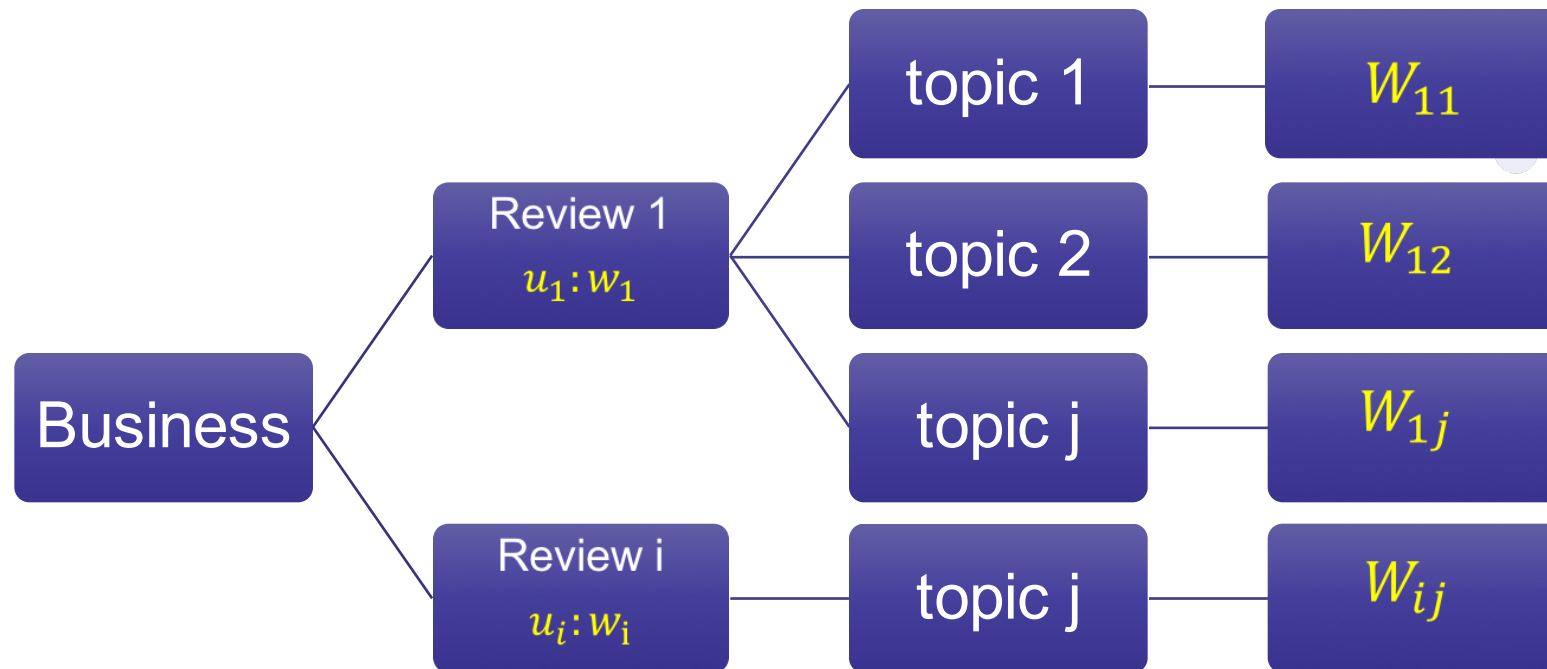 topic 1
W₁₁
Review 1
u₁:w₁
topic 2
W₁₂
Business
topic j
W₁ⱼ
Review i
uᵢ:wᵢ
topic j
Wᵢⱼ